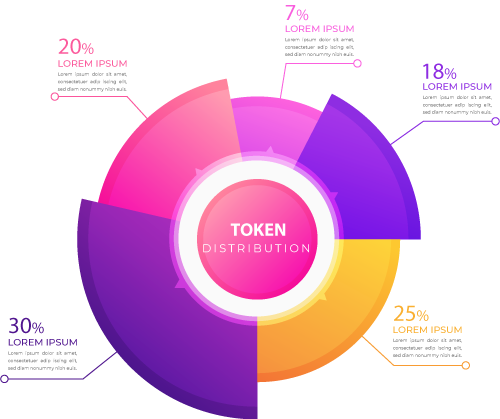 7%
LOREM IPSUM
Lorem ipsum dolor sit amet,
consectetuer adip iscing elit,
sed diam nonummy nibh euis.
20%
LOREM IPSUM
Lorem ipsum dolor sit amet,
consectetuer adip iscing elit,
sed diam nonummy nibh euis.
18%
LOREM IPSUM
Lorem ipsum dolor sit amet,
consectetuer adip iscing elit,
sed diam nonummy nibh euis.
TOKEN
DISTRIBUTION
30%
LOREM IPSUM
Lorem ipsum dolor sit amet,
consectetuer adip iscing elit,
sed diam nonummy nibh euis.
25%
LOREM IPSUM
Lorem ipsum dolor sit amet,
consectetuer adip iscing elit,
sed diam nonummy nibh euis.